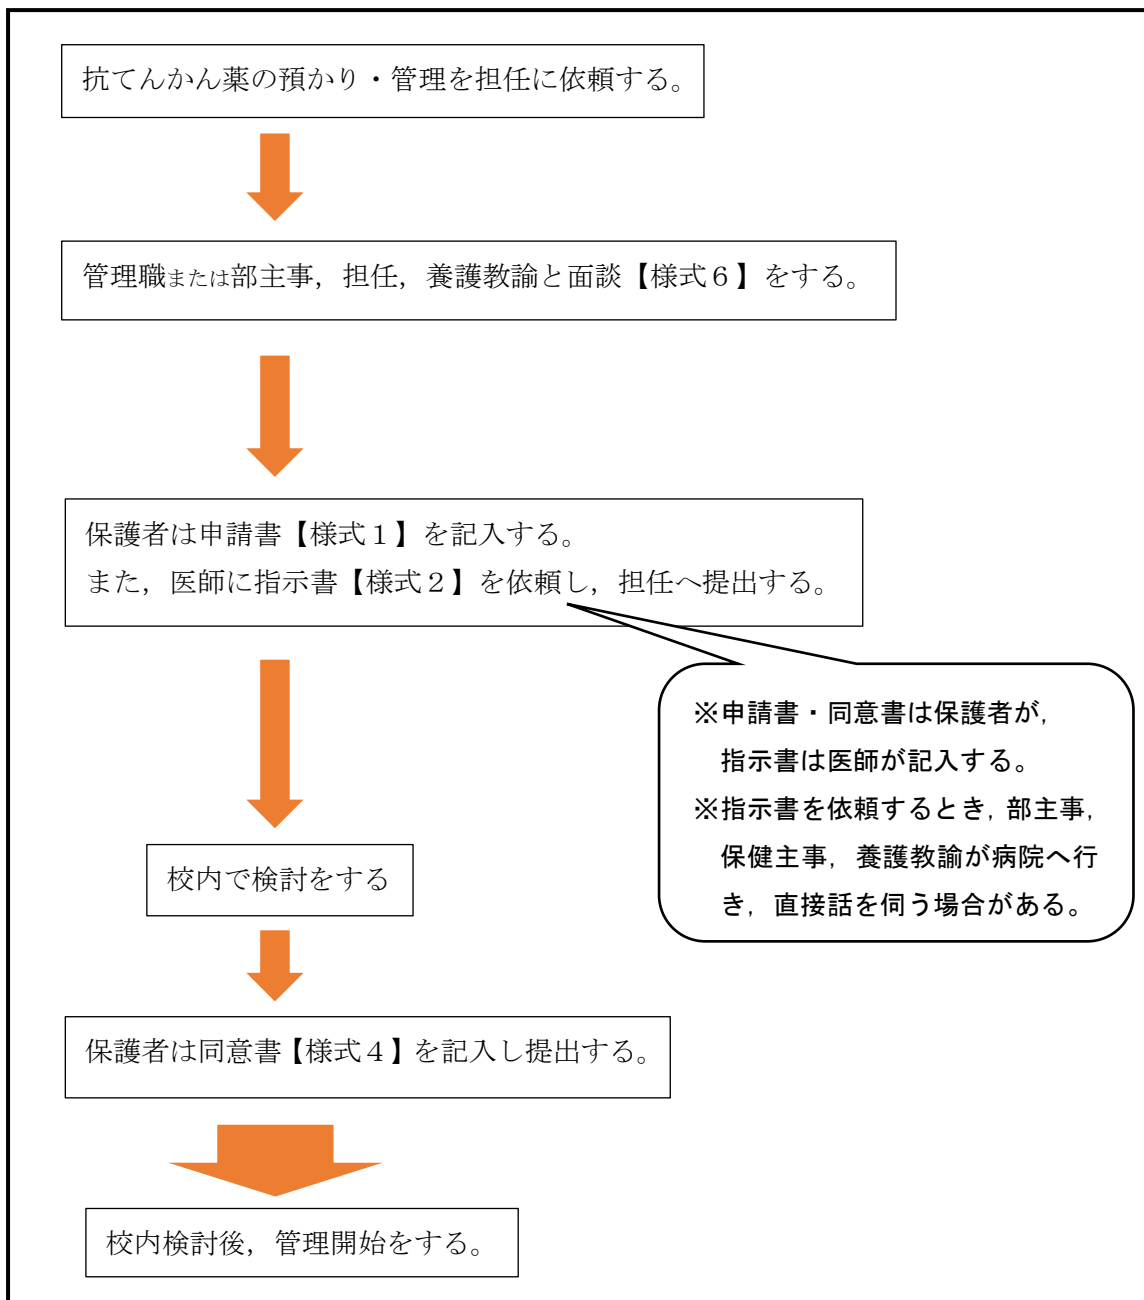 抗てんかん薬の預かり・管理を担任に依頼する。
管理職または部主事，担任，養護教諭と面談【様式６】をする。
保護者は申請書【様式１】を記入する。
また，医師に指示書【様式２】を依頼し，担任へ提出する。
※申請書・同意書は保護者が，
指示書は医師が記入する。
※指示書を依頼するとき，部主事，
保健主事，養護教諭が病院へ行
き，直接話を伺う場合がある。
校内で検討をする
保護者は同意書【様式４】を記入し提出する。
校内検討後，管理開始をする。